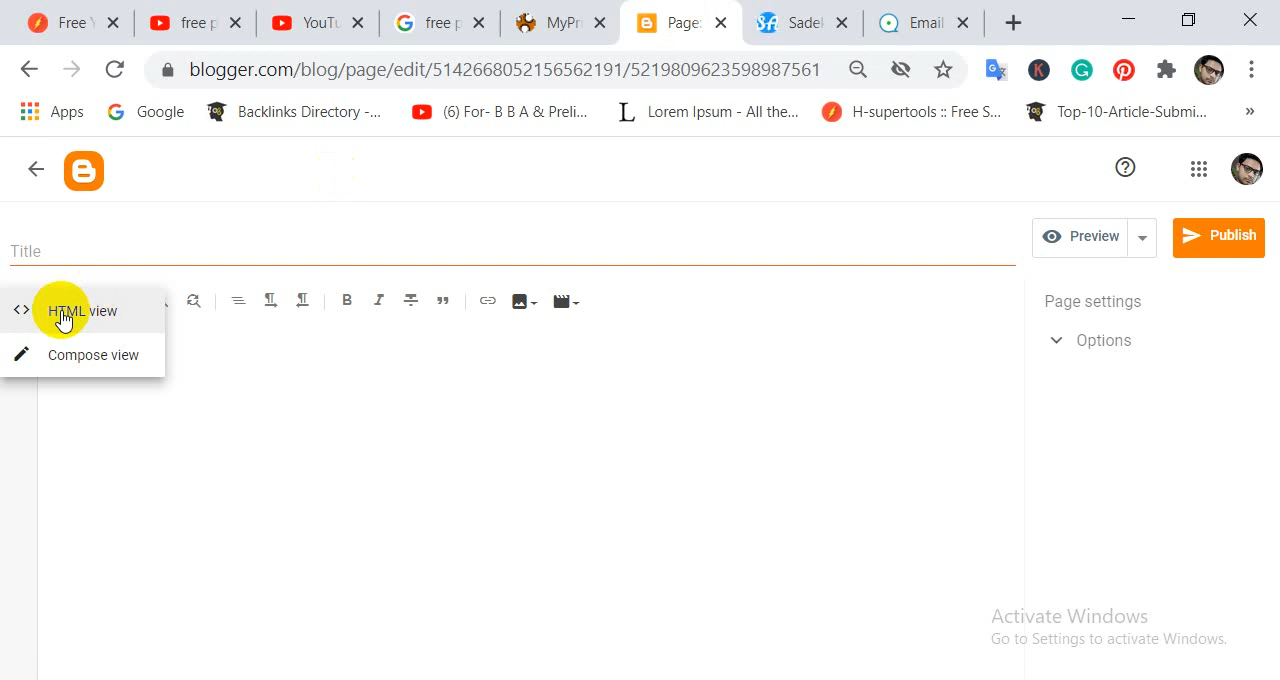 Free Y
free p
YouTu
free p
MyPri
Page:
Sadek
Email
blogger.com/blog/page/edit/5142668052156562191/5219809623598987561
Apps
Google
Backlinks Directory -...
(6) For- B B A & Preli...
Lorem Ipsum - All the...
H-supertools :: Free S...
Top-10-Article-Submi...
»
Title
Preview
Publish
HTML view
Compose view
Page settings
Options
Activate Windows
Go to Settings to activate Windows.